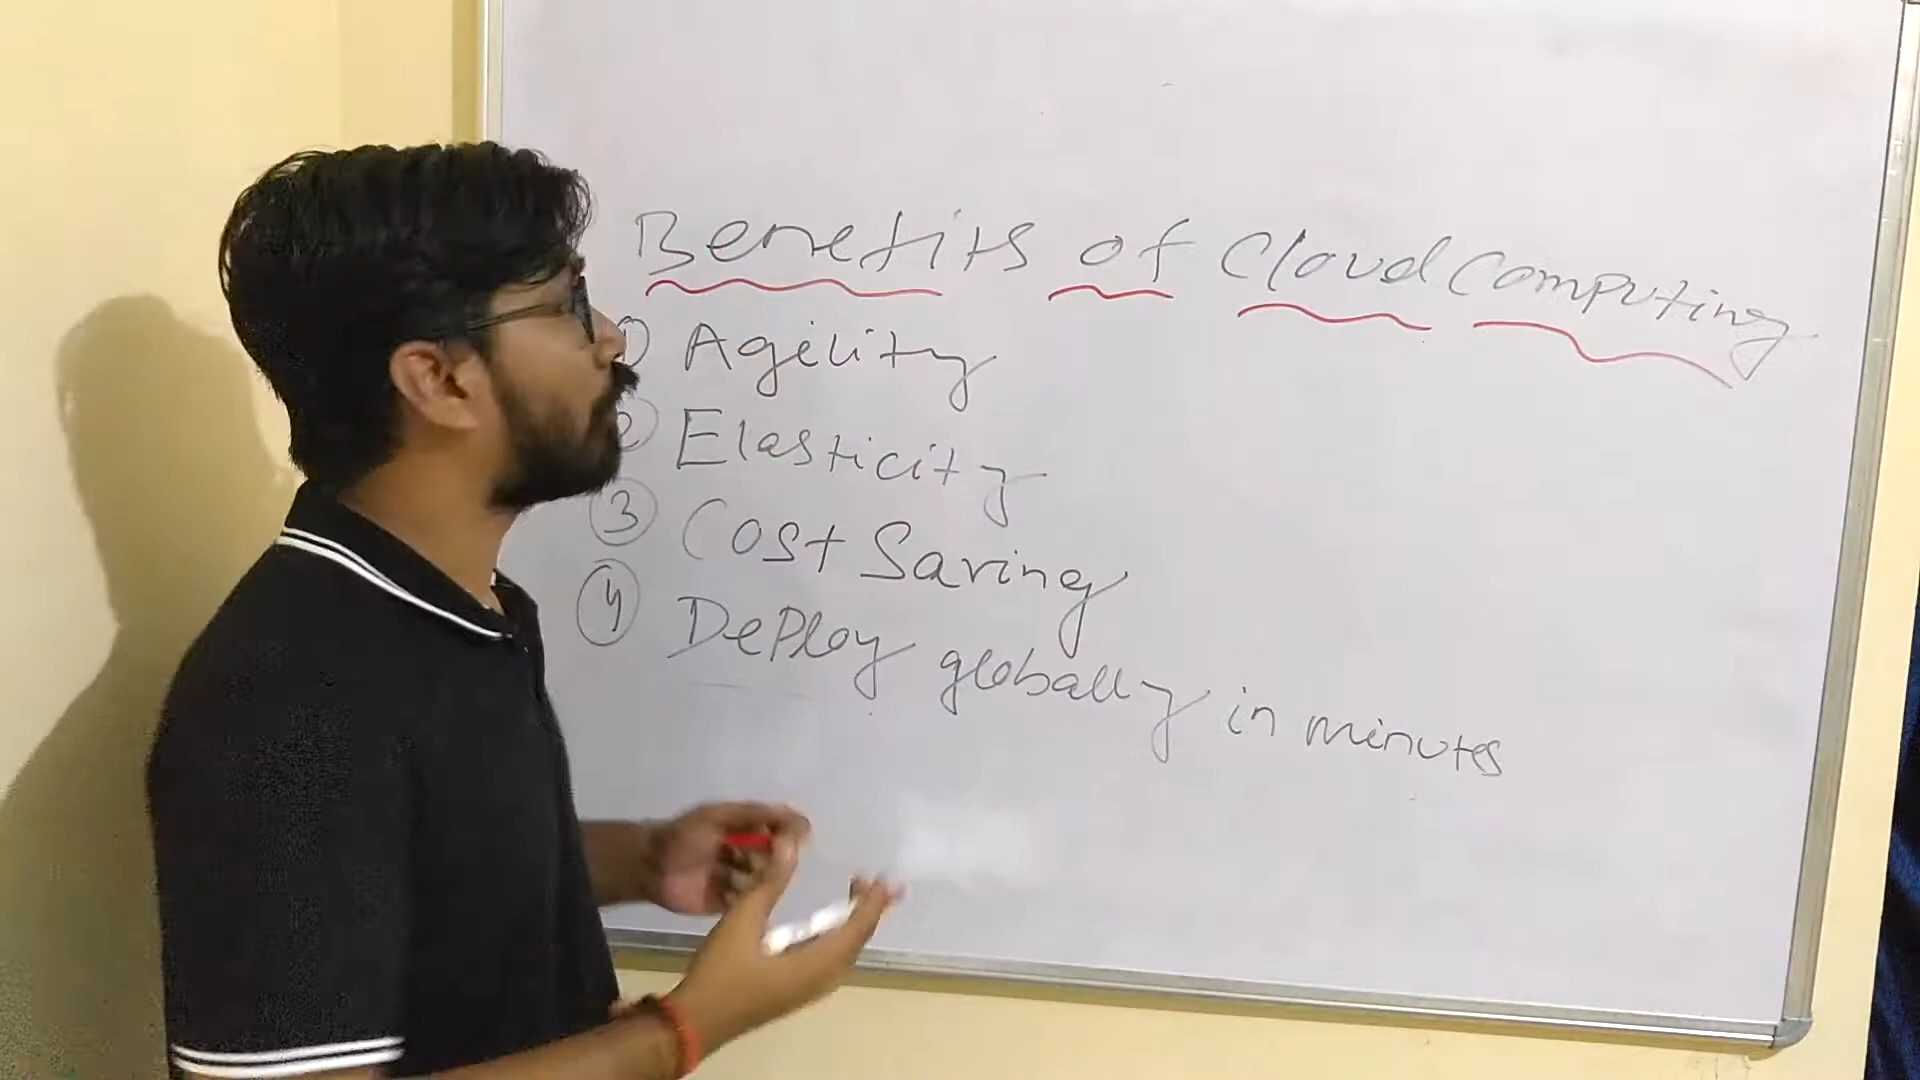 Benefits of Cloud Computing
① Agility
② Elasticity
③ Cost Saving
④ Deploy globally in minutes